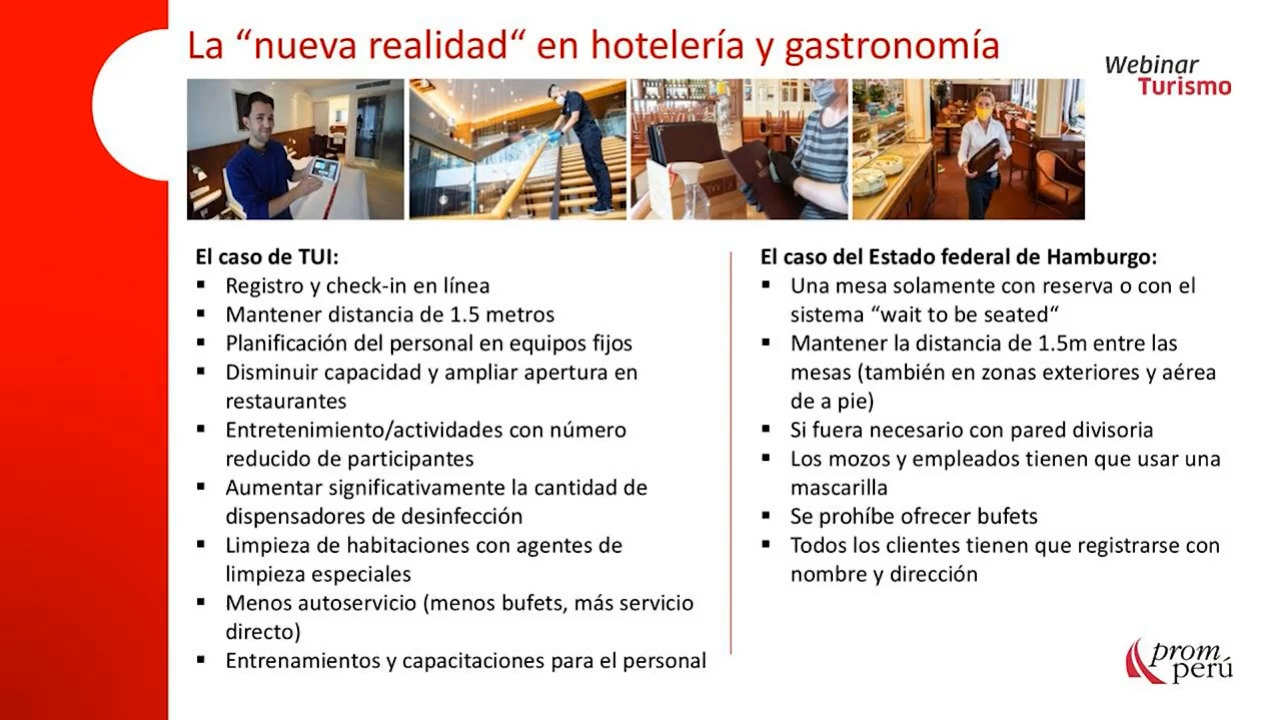 La “nueva realidad“ en hotelería y gastronomía
Webinar
Turismo
El caso de TUI:
▪ Registro y check-in en línea
▪ Mantener distancia de 1.5 metros
▪ Planificación del personal en equipos fijos
▪ Disminuir capacidad y ampliar apertura en
restaurantes
▪ Entretenimiento/actividades con número
reducido de participantes
▪ Aumentar significativamente la cantidad de
dispensadores de desinfección
▪ Limpieza de habitaciones con agentes de
limpieza especiales
▪ Menos autoservicio (menos bufets, más servicio
directo)
▪ Entrenamientos y capacitaciones para el personal
El caso del Estado federal de Hamburgo:
▪ Una mesa solamente con reserva o con el
sistema “wait to be seated“
▪ Mantener la distancia de 1.5m entre las
mesas (también en zonas exteriores y aérea
de a pie)
▪ Si fuera necesario con pared divisoria
▪ Los mozos y empleados tienen que usar una
mascarilla
▪ Se prohíbe ofrecer bufets
▪ Todos los clientes tienen que registrarse con
nombre y dirección
prom
perú